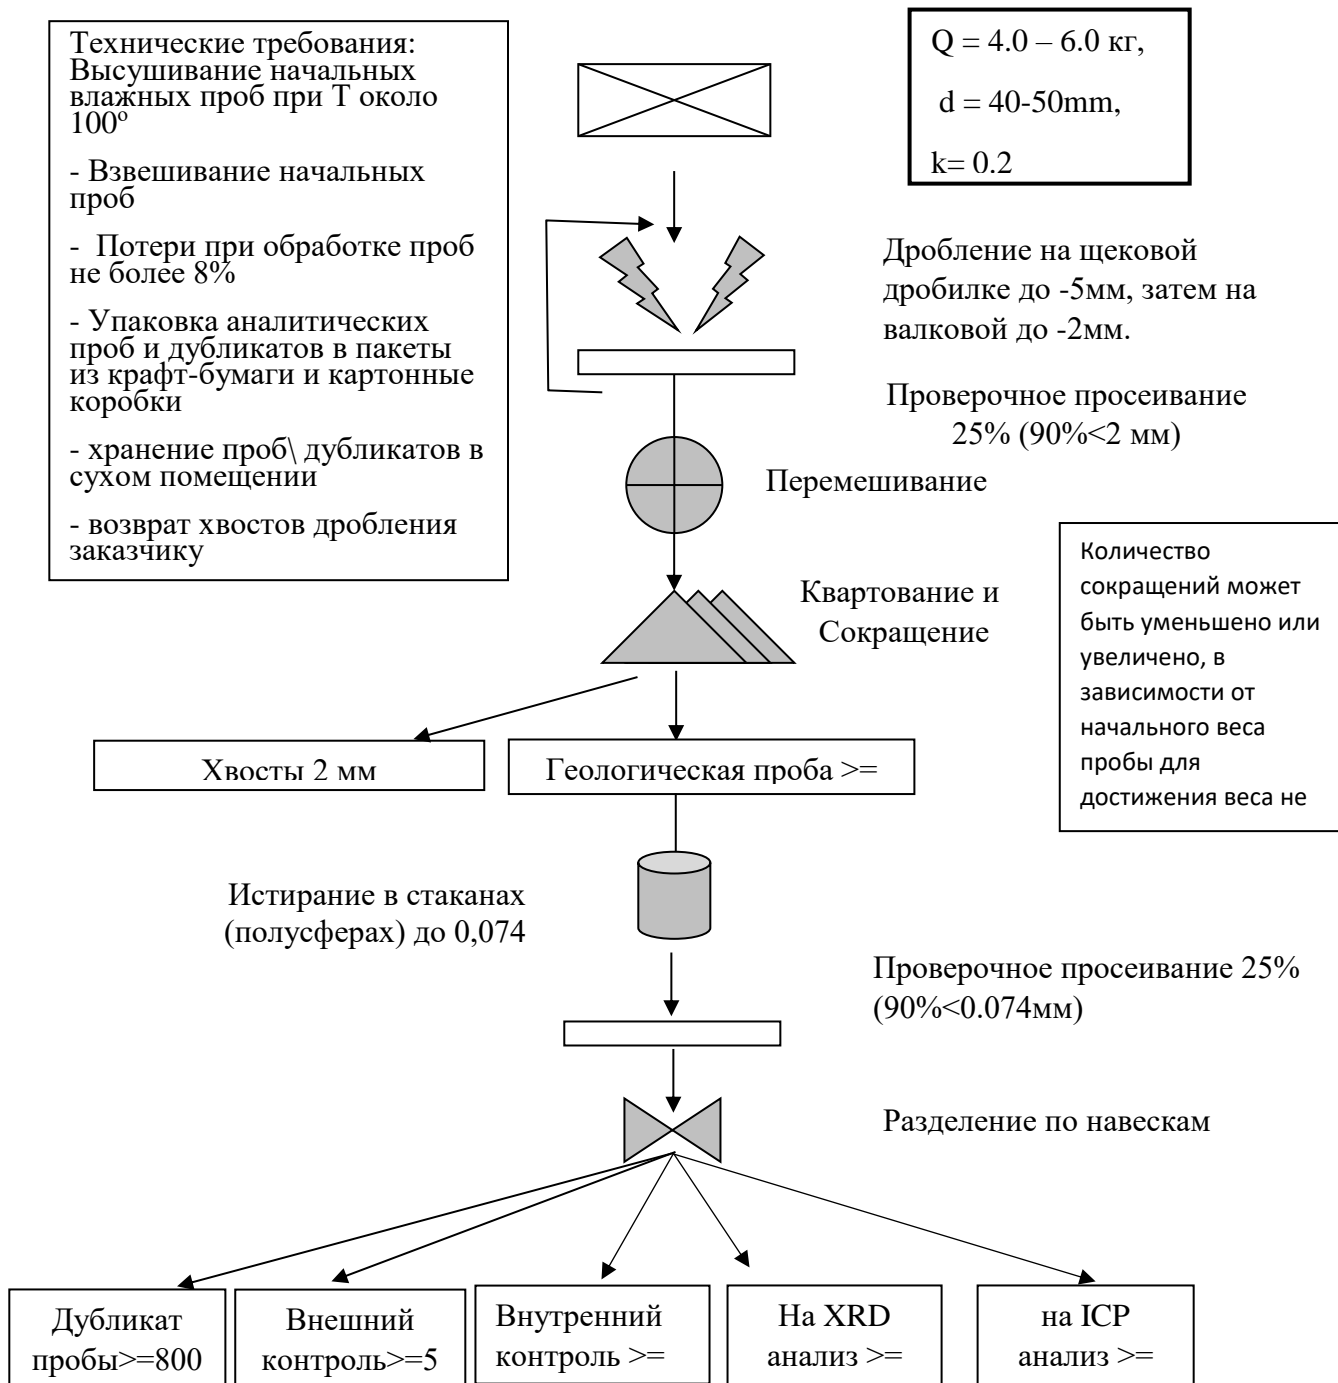 Технические требования:
Высушивание начальных
влажных проб при Т около
100º
- Взвешивание начальных
проб
- Потери при обработке проб
не более 8%
- Упаковка аналитических
проб и дубликатов в пакеты
из крафт-бумаги и картонные
коробки
- хранение проб\ дубликатов в
сухом помещении
- возврат хвостов дробления
заказчику
Q = 4.0 – 6.0 кг,
d = 40-50mm,
k= 0.2
Дробление на щековой
дробилке до -5мм, затем на
валковой до -2мм.
Проверочное просеивание
25% (90%<2 мм)
Перемешивание
Квартование и
Сокращение
Количество
сокращений может
быть уменьшено или
увеличено, в
зависимости от
начального веса
пробы для
достижения веса не
Хвосты 2 мм
Геологическая проба >=
Истирание в стаканах
(полусферах) до 0,074
Проверочное просеивание 25%
(90%<0.074мм)
Разделение по навескам
Дубликат
пробы>=800
Внешний
контроль>=5
Внутренний
контроль >=
На XRD
анализ >=
на ICP
анализ >=